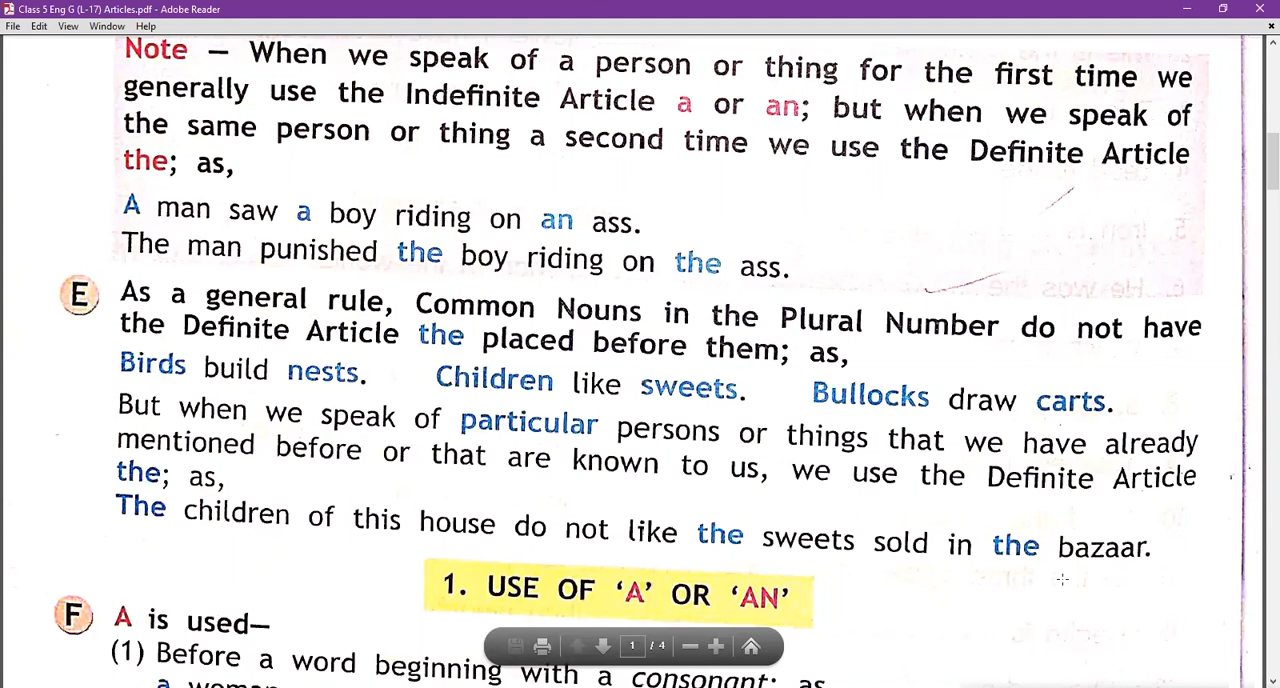 Class 5 Eng G (L-17) Articles.pdf - Adobe Reader
File Edit View Window Help
Note – When we speak of a person or thing for the first time we
generally use the Indefinite Article a or an; but when we speak of
the same person or thing a second time we use the Definite Article
the; as,
A man saw a boy riding on an ass.
The man punished the boy riding on the ass.
E As a general rule, Common Nouns in the Plural Number do not have
the Definite Article the placed before them; as,
Birds build nests. Children like sweets. Bullocks draw carts.
But when we speak of particular persons or things that we have already
mentioned before or that are known to us, we use the Definite Article
the; as,
The children of this house do not like the sweets sold in the bazaar.
1. USE OF ‘A’ OR ‘AN’
F A is used—
(1) Before a word beginning with a consonant; as
a woman
1 / 4